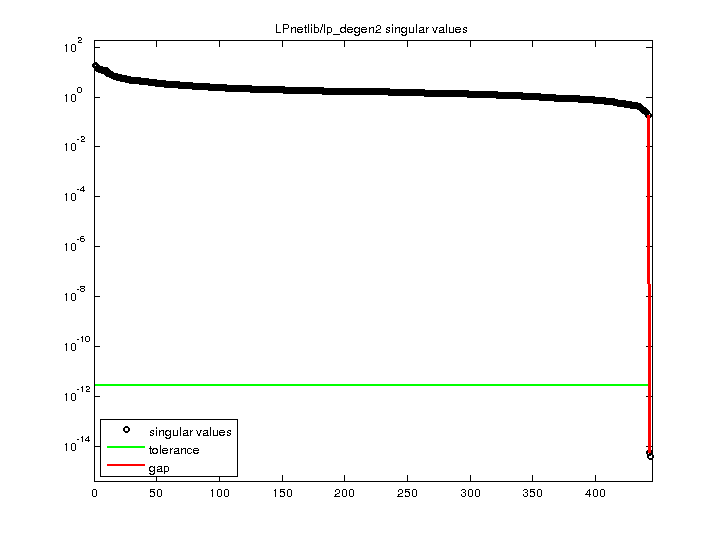 LPnetlib/lp_degen2 singular values
10^2
10^0
10^-2
10^-4
10^-6
10^-8
10^-10
10^-12
10^-14
singular values
tolerance
gap
0 50 100 150 200 250 300 350 400